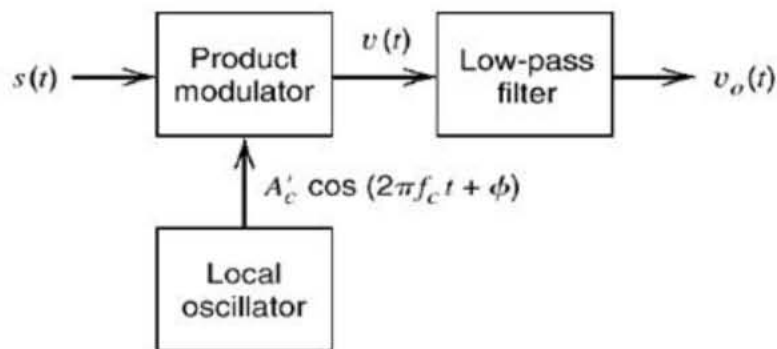 s(t)
Product
modulator
v(t)
Low-pass
filter
v_o(t)
A'_c cos (2πf_c t + ϕ)
Local
oscillator